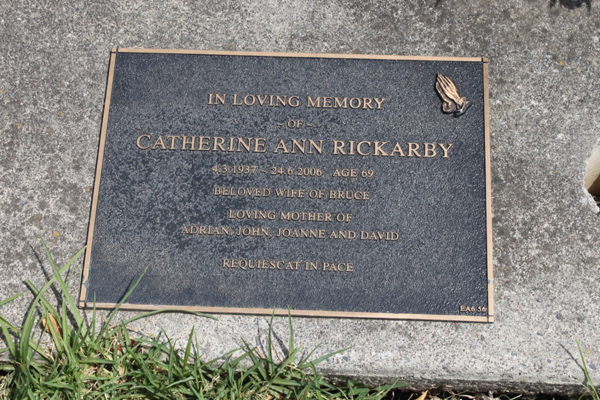 IN LOVING MEMORY
~ OF ~
CATHERINE ANN RICKARBY
4.3.1937 ~ 24.6.2006 AGE 69
BELOVED WIFE OF BRUCE
LOVING MOTHER OF
ADRIAN, JOHN, JOANNE AND DAVID
REQUIESCAT IN PACE
EA6.56